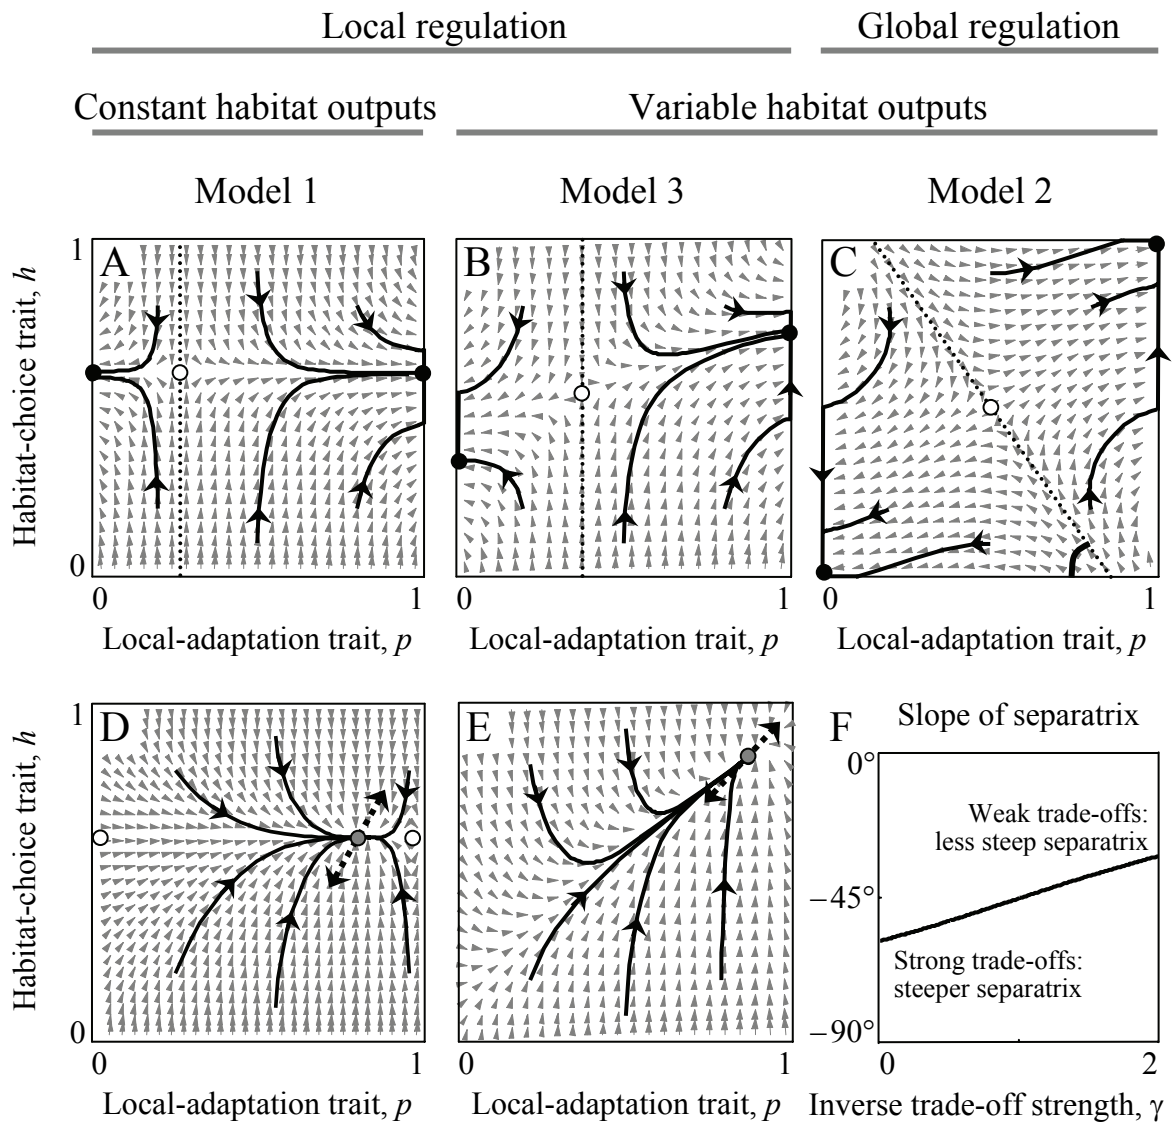 Local regulation
Global regulation
Constant habitat outputs
Variable habitat outputs
Model 1
Model 3
Model 2
Habitat-choice trait, h
1
0
A
B
C
0
1
0
1
0
1
Local-adaptation trait, p
Local-adaptation trait, p
Local-adaptation trait, p
Habitat-choice trait, h
1
0
D
E
F
Slope of separatrix
0°
−45°
−90°
Weak trade-offs:
less steep separatrix
Strong trade-offs:
steeper separatrix
0
1
0
1
0
2
Local-adaptation trait, p
Local-adaptation trait, p
Inverse trade-off strength, γ